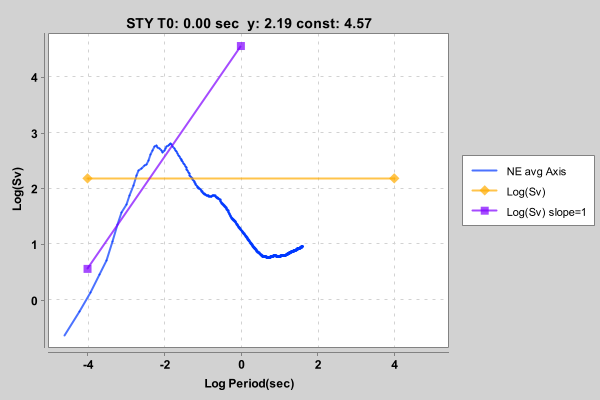 STY T0: 0.00 sec  y: 2.19 const: 4.57
Log(Sv)
4
3
2
1
0
-4
-2
0
2
4
Log Period(sec)
NE avg Axis
Log(Sv)
Log(Sv) slope=1